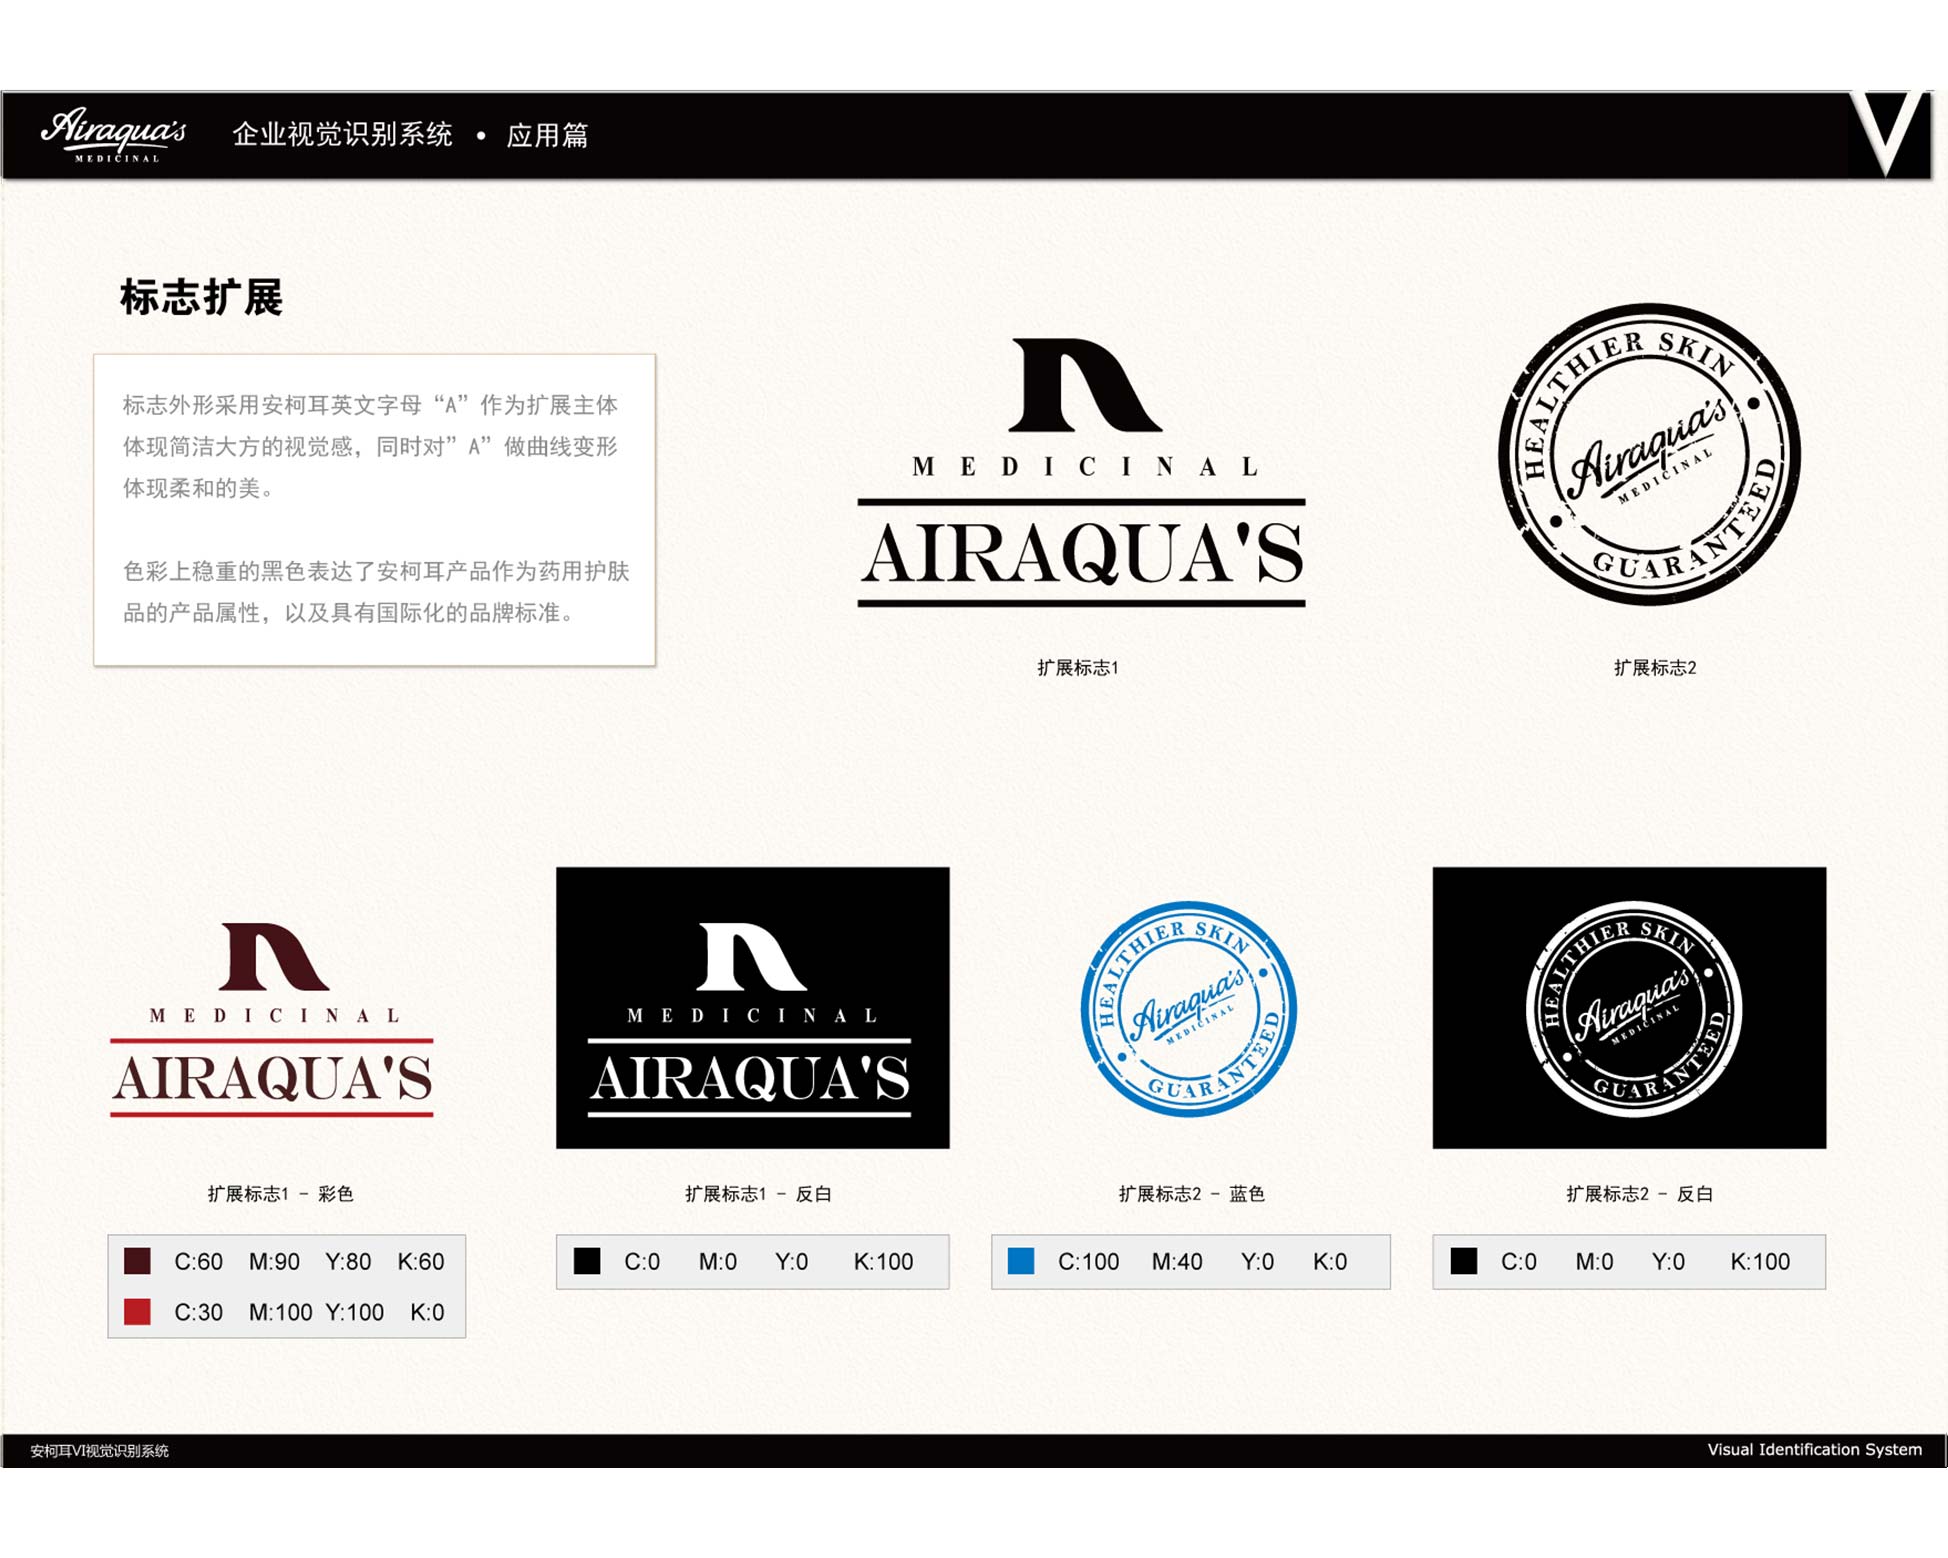 Airaqua's
MEDICINAL
企业视觉识别系统 • 应用篇
V
标志扩展
标志外形采用安柯耳英文字母“A”作为扩展主体
体现简洁大方的视觉感，同时对”A”做曲线变形
体现柔和的美。
色彩上稳重的黑色表达了安柯耳产品作为药用护肤
品的产品属性，以及具有国际化的品牌标准。
MEDICINAL
AIRAQUA'S
扩展标志1
HEALTHIER SKIN
Airaqua's
MEDICINAL
GUARANTEED
扩展标志2
MEDICINAL
AIRAQUA'S
扩展标志1 - 彩色
C:60 M:90 Y:80 K:60
C:30 M:100 Y:100 K:0
MEDICINAL
AIRAQUA'S
扩展标志1 - 反白
C:0 M:0 Y:0 K:100
HEALTHIER SKIN
Airaqua's
MEDICINAL
GUARANTEED
扩展标志2 - 蓝色
C:100 M:40 Y:0 K:0
HEALTHIER SKIN
Airaqua's
MEDICINAL
GUARANTEED
扩展标志2 - 反白
C:0 M:0 Y:0 K:100
安柯耳VI视觉识别系统
Visual Identification System